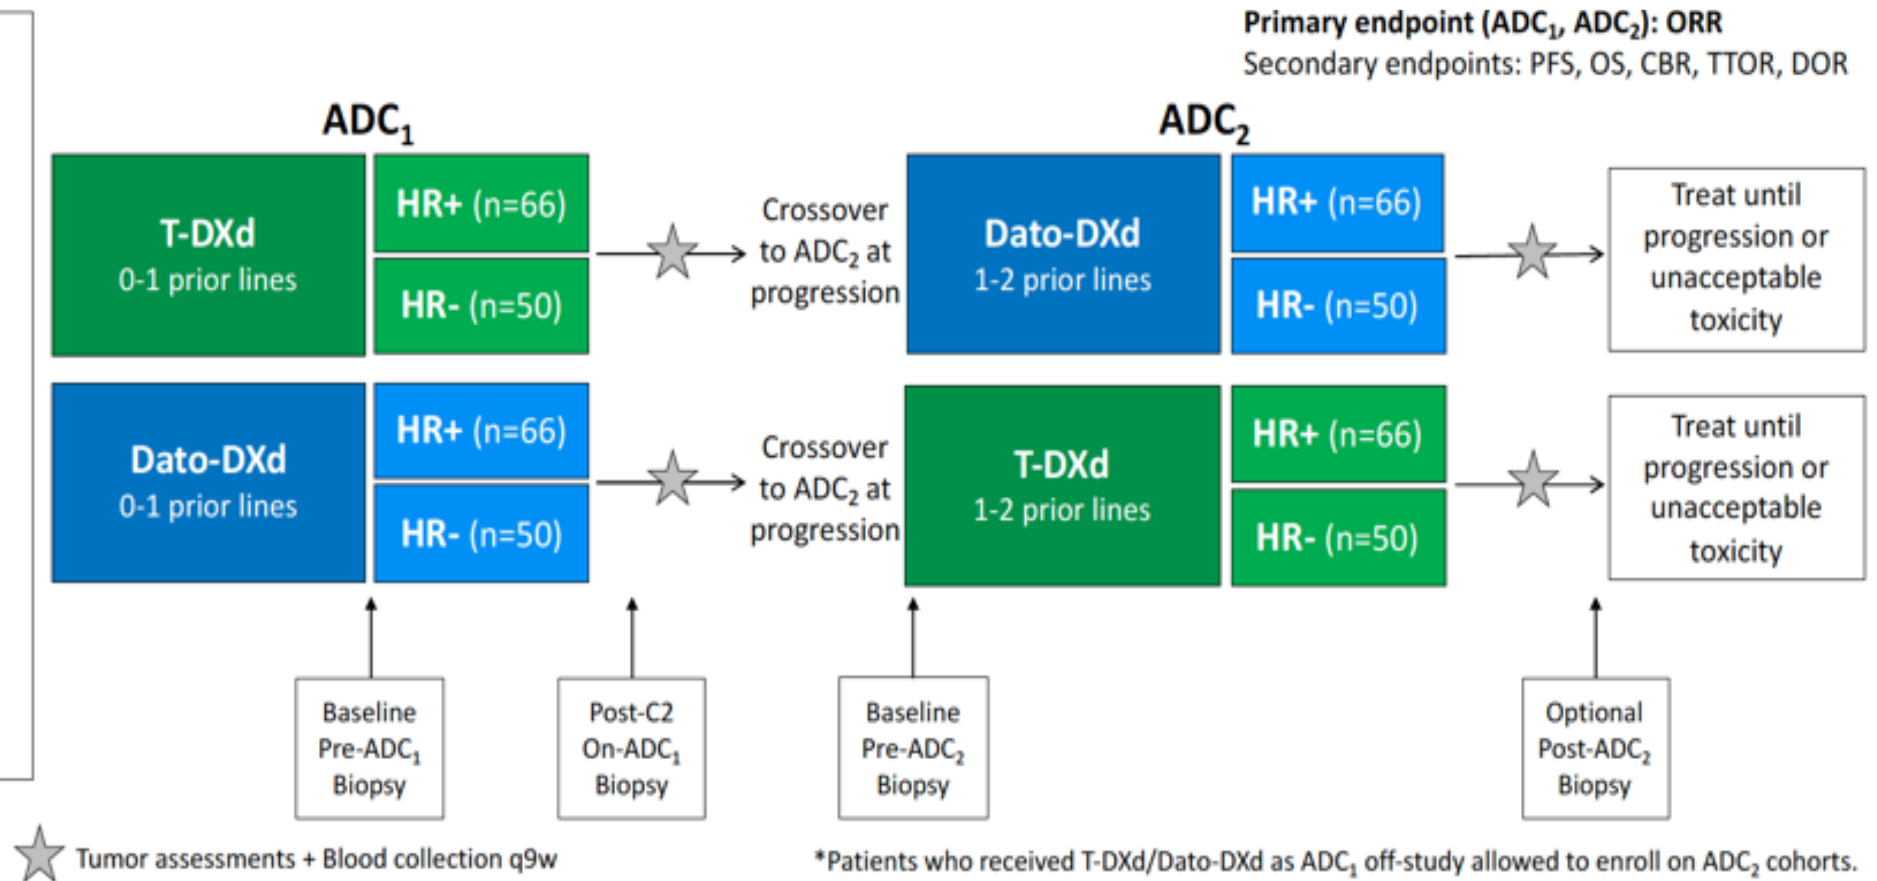 Primary endpoint (ADC₁, ADC₂): ORR
Secondary endpoints: PFS, OS, CBR, TTOR, DOR
ADC₁
ADC₂
T-DXd
0-1 prior lines
HR+ (n=66)
HR- (n=50)
Crossover
to ADC₂ at
progression
Dato-DXd
1-2 prior lines
HR+ (n=66)
HR- (n=50)
Treat until
progression or
unacceptable
toxicity
Dato-DXd
0-1 prior lines
HR+ (n=66)
HR- (n=50)
Crossover
to ADC₂ at
progression
T-DXd
1-2 prior lines
HR+ (n=66)
HR- (n=50)
Treat until
progression or
unacceptable
toxicity
Baseline
Pre-ADC₁
Biopsy
Post-C2
On-ADC₁
Biopsy
Baseline
Pre-ADC₂
Biopsy
Optional
Post-ADC₂
Biopsy
Tumor assessments + Blood collection q9w
*Patients who received T-DXd/Dato-DXd as ADC₁ off-study allowed to enroll on ADC₂ cohorts.